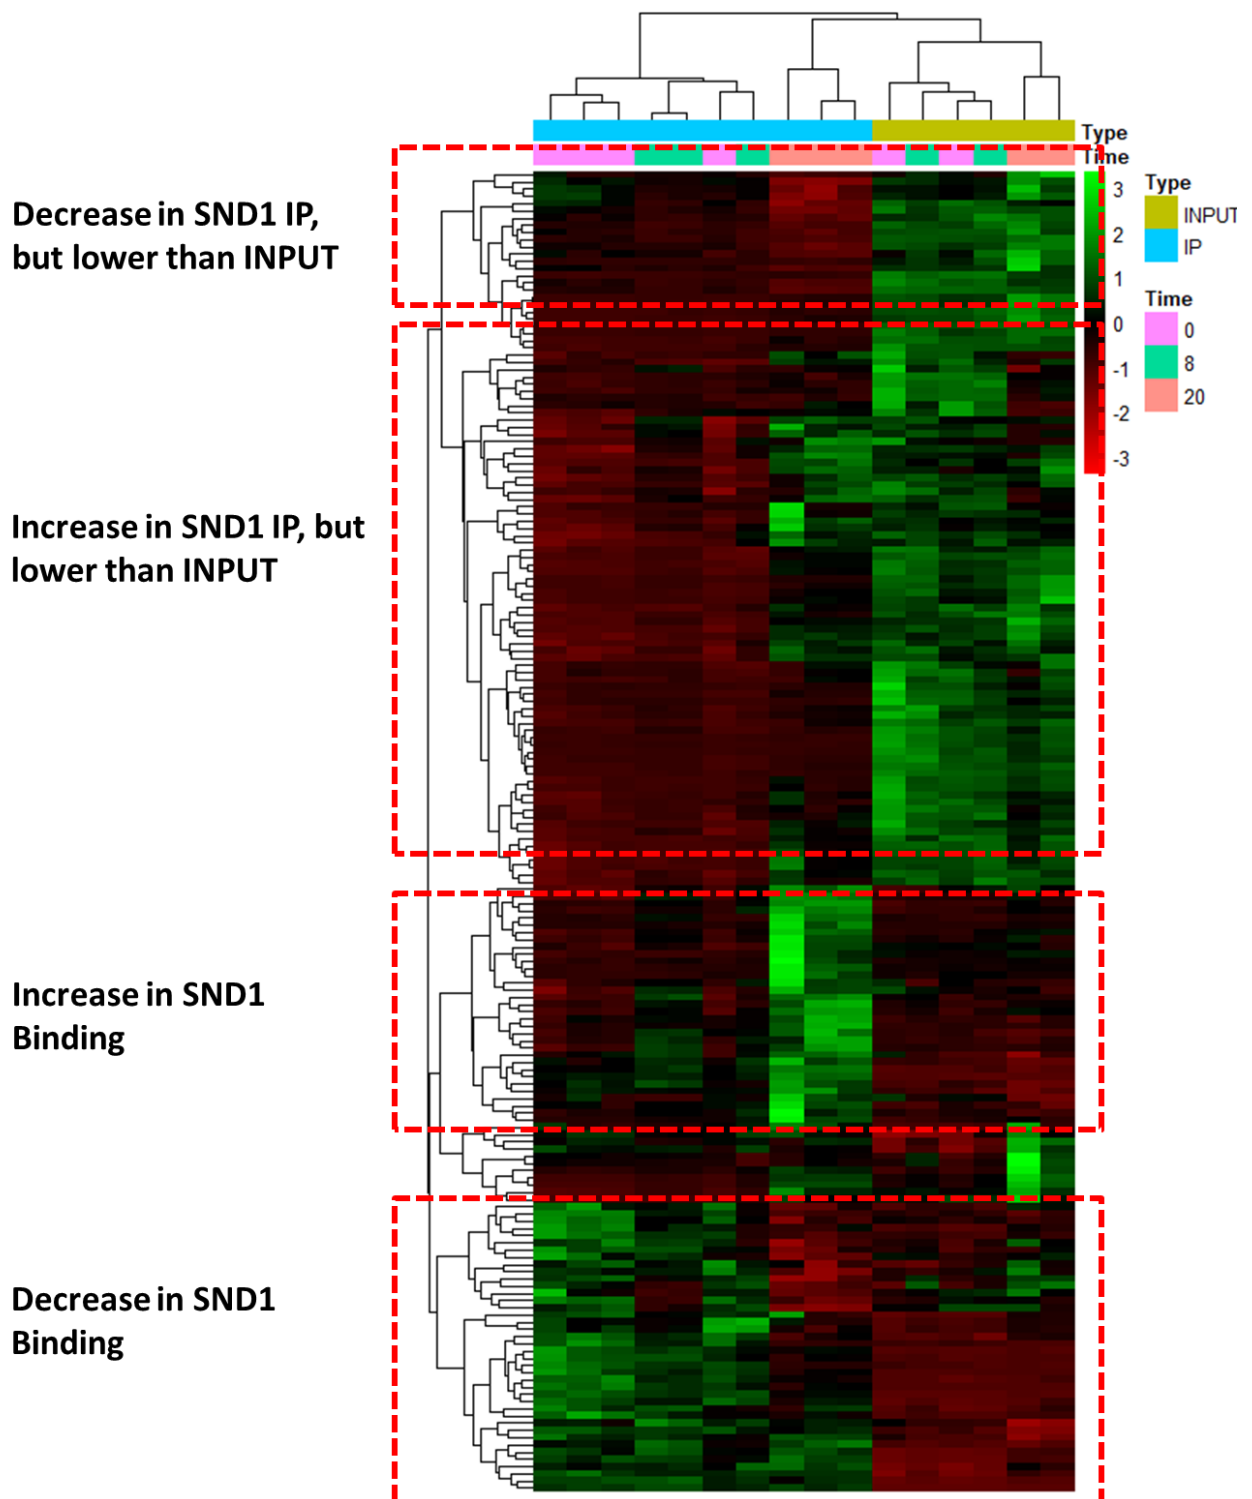 Type
Time
Decrease in SND1 IP,
but lower than INPUT
Increase in SND1 IP, but
lower than INPUT
Increase in SND1
Binding
Decrease in SND1
Binding
3
2
1
0
-1
-2
-3
Type
INPUT
IP
Time
0
8
20